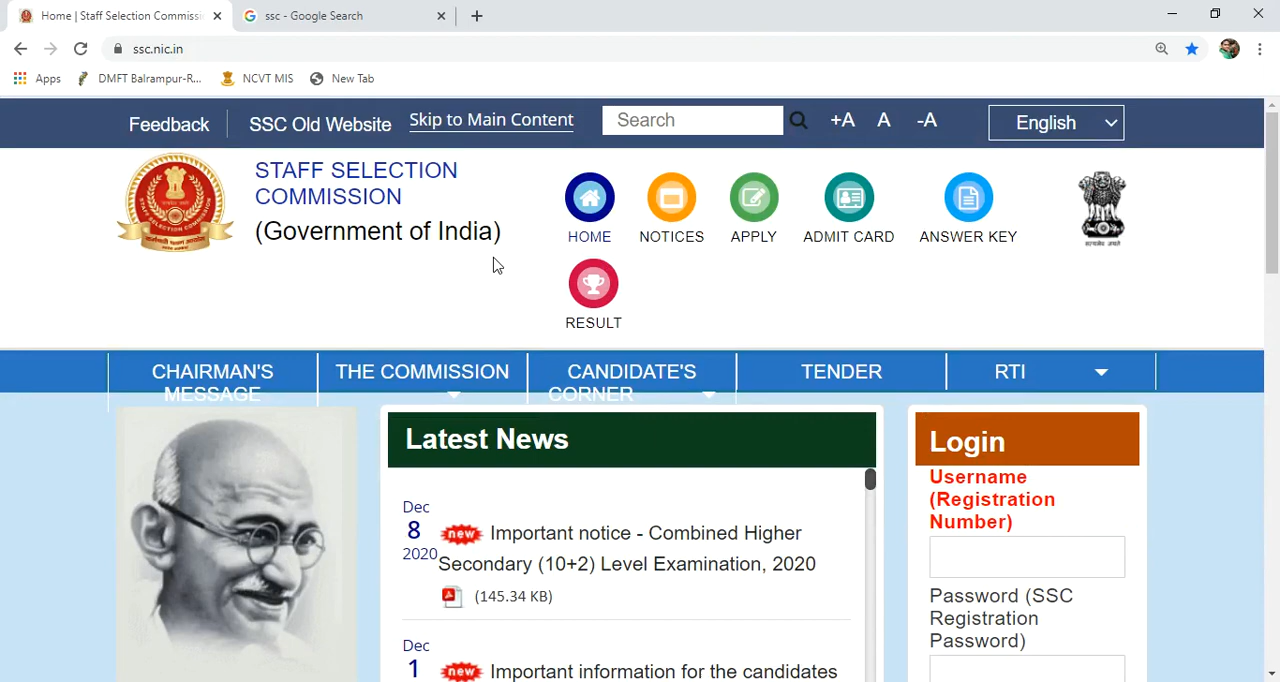 Home | Staff Selection Commissi
ssc - Google Search
ssc.nic.in
Apps
DMFT Balrampur-R...
NCVT MIS
New Tab
Feedback
SSC Old Website
Skip to Main Content
Search
+A
A
-A
English
STAFF SELECTION
COMMISSION
(Government of India)
HOME
NOTICES
APPLY
ADMIT CARD
ANSWER KEY
RESULT
CHAIRMAN'S
MESSAGE
THE COMMISSION
CANDIDATE'S
CORNER
TENDER
RTI
Latest News
Dec
8
2020
new Important notice - Combined Higher
Secondary (10+2) Level Examination, 2020
(145.34 KB)
Dec
1
new Important information for the candidates
Login
Username
(Registration
Number)
Password (SSC
Registration
Password)